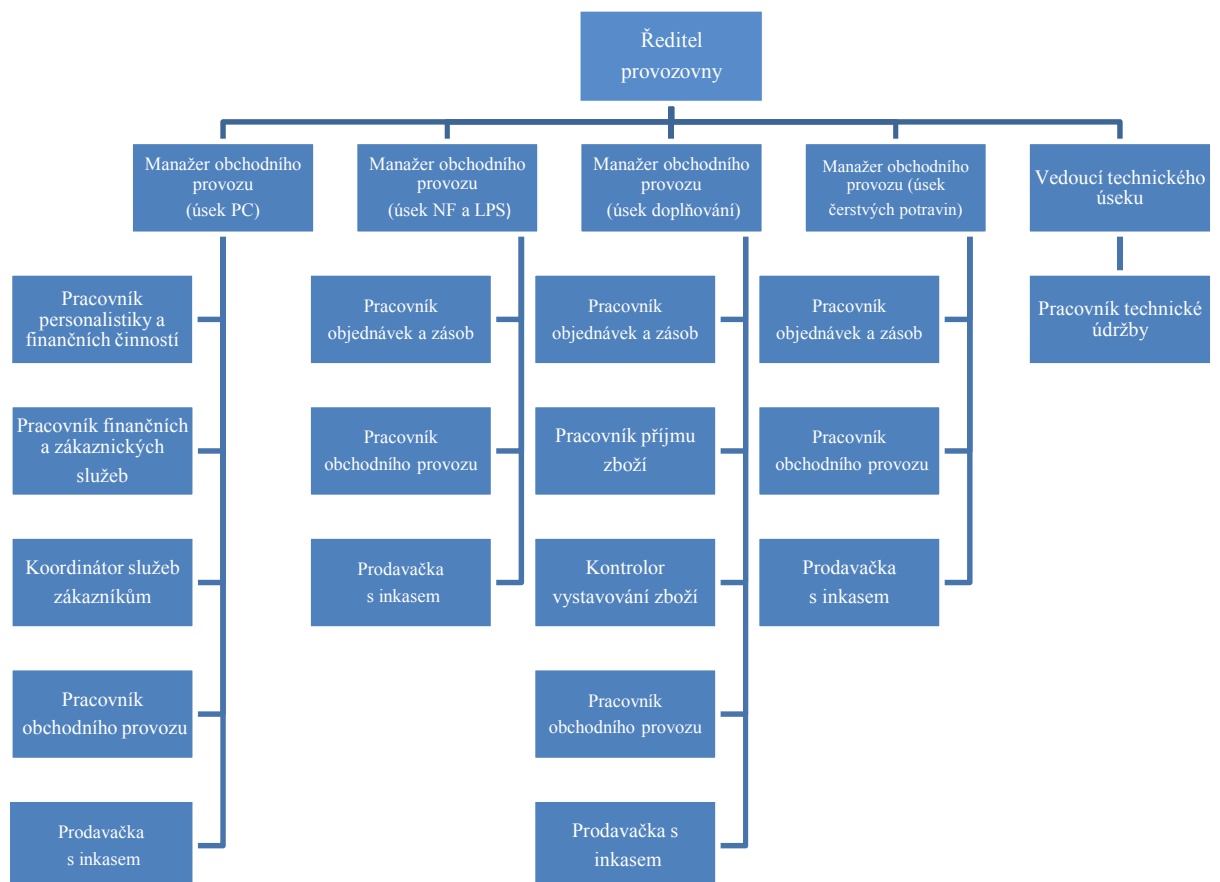 Ředitel
provozovny
Manažer obchodního
provozu
(úsek PC)
Manažer obchodního
provozu
(úsek NF a LPS)
Manažer obchodního
provozu
(úsek doplňování)
Manažer obchodního
provozu (úsek
čerstvých potravin)
Vedoucí technického
úseku
Pracovník
personalistiky a
finančních činností
Pracovník finančních
a zákaznických
služeb
Koordinátor služeb
zákazníkům
Pracovník
obchodního provozu
Prodavačka
s inkasem
Pracovník
objednávek a zásob
Pracovník
obchodního provozu
Prodavačka
s inkasem
Pracovník
objednávek a zásob
Pracovník příjmu
zboží
Kontrolor
vystavování zboží
Pracovník
obchodního provozu
Prodavačka s
inkasem
Pracovník
objednávek a zásob
Pracovník
obchodního provozu
Prodavačka
s inkasem
Pracovník technické
údržby